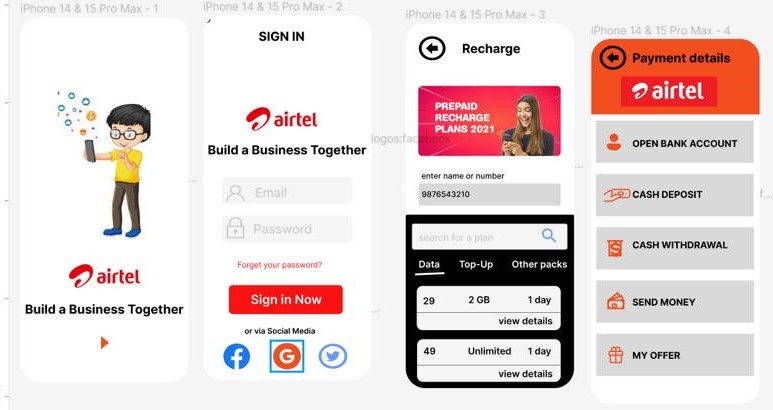 iPhone 14 & 15 Pro Max - 1
airtel
Build a Business Together
iPhone 14 & 15 Pro Max - 2
SIGN IN
airtel
Build a Business Together
Email
Password
Forget your password?
Sign in Now
or via Social Media
logos:facebook
iPhone 14 & 15 Pro Max - 3
Recharge
PREPAID
RECHARGE
PLANS 2021
enter name or number
9876543210
search for a plan
Data Top-Up Other packs
29 2 GB 1 day
view details
49 Unlimited 1 day
view details
iPhone 14 & 15 Pro Max - 4
Payment details
airtel
OPEN BANK ACCOUNT
CASH DEPOSIT
CASH WITHDRAWAL
SEND MONEY
MY OFFER
f...